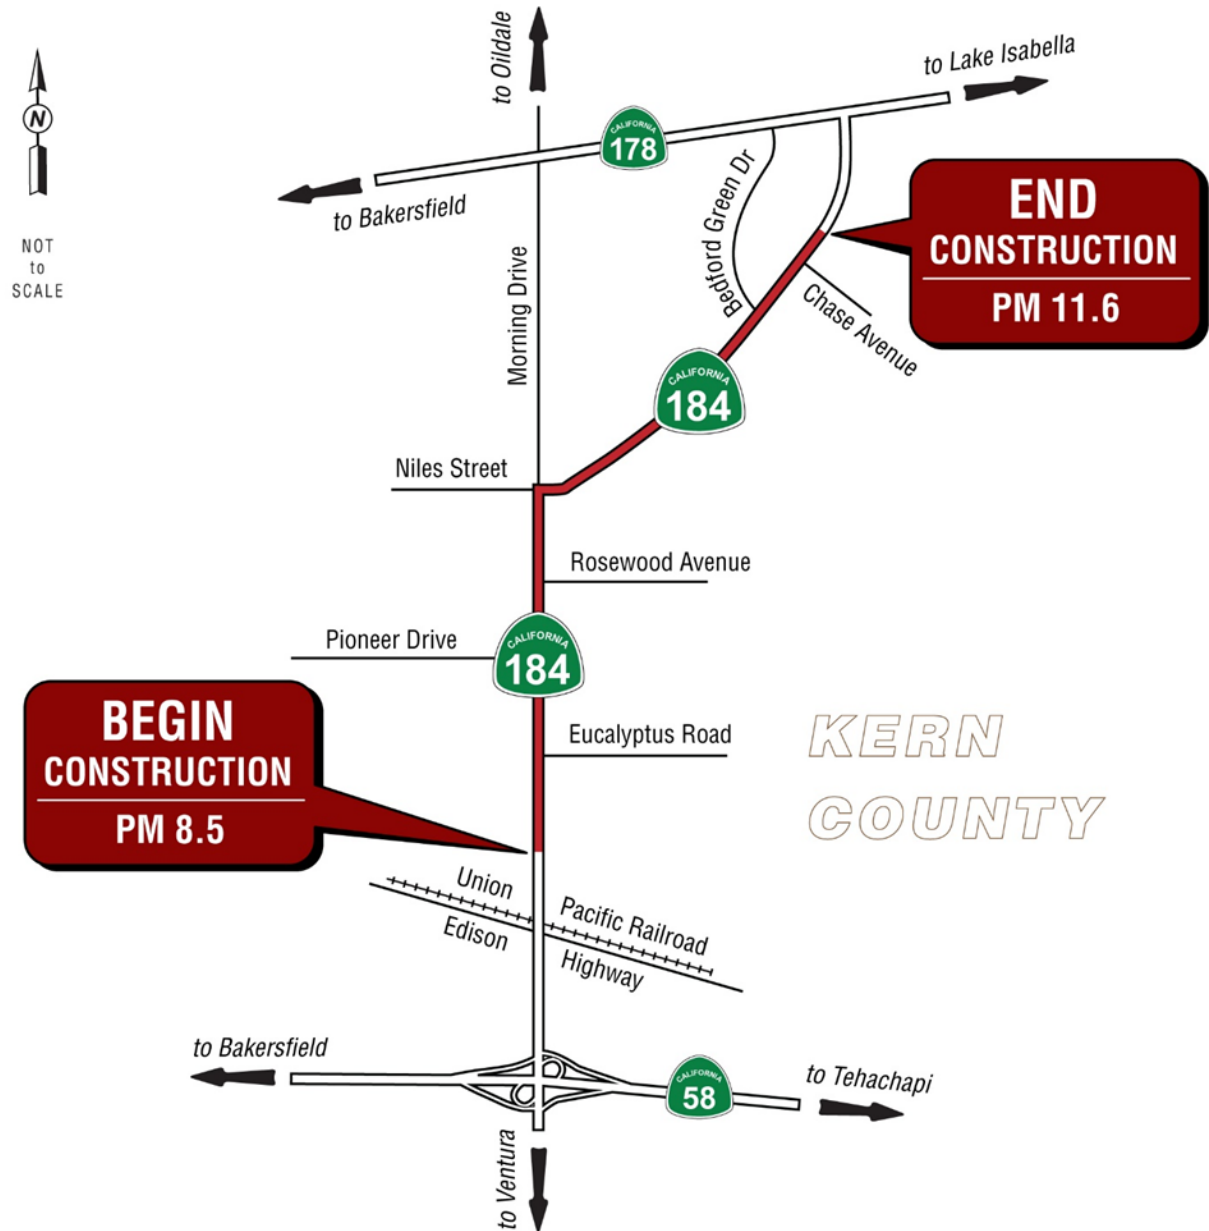 to Oildale
to Lake Isabella
CALIFORNIA
178
N
to Bakersfield
NOT
to
SCALE
Morning Drive
Bedford Green Dr
END
CONSTRUCTION
PM 11.6
Chase Avenue
CALIFORNIA
184
Niles Street
Rosewood Avenue
Pioneer Drive
CALIFORNIA
184
BEGIN
CONSTRUCTION
PM 8.5
Eucalyptus Road
KERN
COUNTY
Union Pacific Railroad
Edison Highway
to Bakersfield
CALIFORNIA
58
to Tehachapi
to Ventura